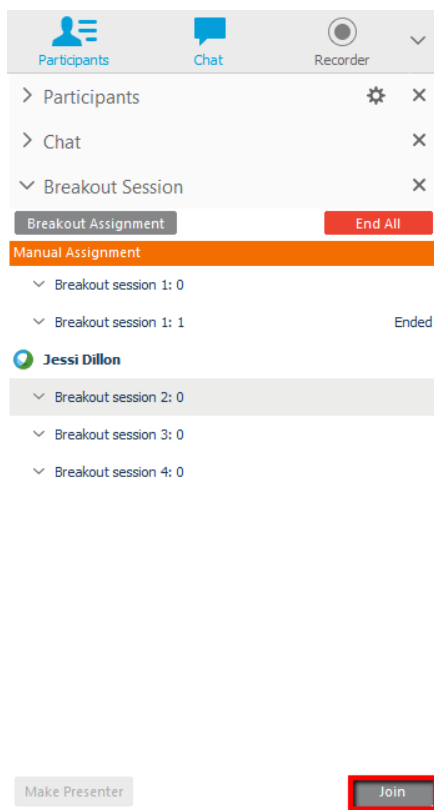 Participants Chat Recorder
Participants
Chat
Breakout Session
Breakout Assignment End All
Manual Assignment
Breakout session 1: 0
Breakout session 1: 1 Ended
Jessi Dillon
Breakout session 2: 0
Breakout session 3: 0
Breakout session 4: 0
Make Presenter Join